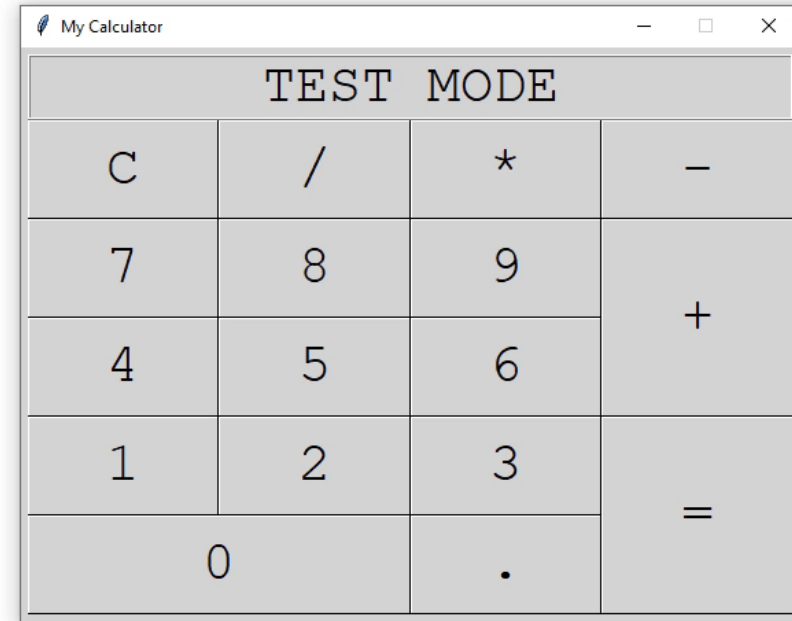 My Calculator
TEST MODE
C / * -
7 8 9
+
4 5 6
1 2 3
=
0 .